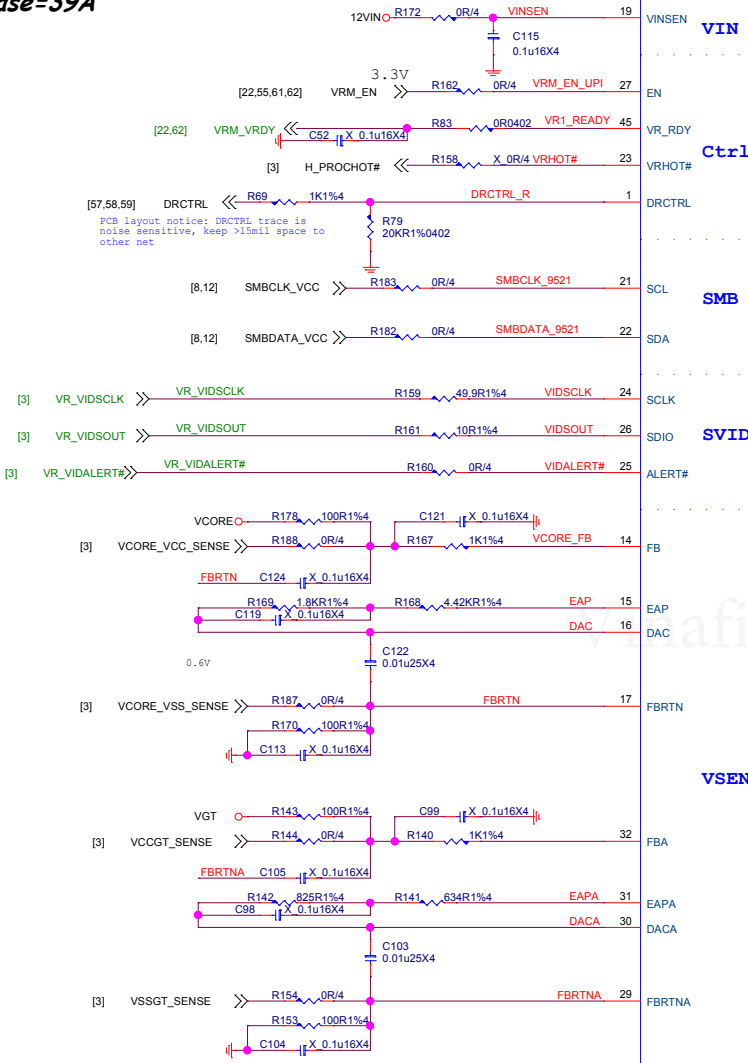 ase=39A
12VIN R172 0R/4 VINSEN 19 VINSEN
VIN
C115
0.1u16X4
3.3V
[22,55,61,62] VRM_EN R162 0R/4 VRM_EN_UPI 27 EN
[22,62] VRM_VRDY R83 0R0402 VR1_READY 45 VR_RDY
C52 X_0.1u16X4
Ctrl
[3] H_PROCHOT# R158 X_0R/4 VRHOT# 23 VRHOT#
[57,58,59] DRCTRL R69 1K1%4 DRCTRL_R 1 DRCTRL
PCB layout notice: DRCTRL trace is
noise sensitive, keep >15mil space to
other net
R79
20KR1%0402
[8,12] SMBCLK_VCC R183 0R/4 SMBCLK_9521 21 SCL
SMB
[8,12] SMBDATA_VCC R182 0R/4 SMBDATA_9521 22 SDA
[3] VR_VIDSCLK VR_VIDSCLK R159 49.9R1%4 VIDSCLK 24 SCLK
[3] VR_VIDSOUT VR_VIDSOUT R161 10R1%4 VIDSOUT 26 SDIO
SVID
[3] VR_VIDALERT# VR_VIDALERT# R160 0R/4 VIDALERT# 25 ALERT#
VCORE R178 100R1%4 C121 X_0.1u16X4
[3] VCORE_VCC_SENSE R188 0R/4 R167 1K1%4 VCORE_FB 14 FB
FBRTN C124 X_0.1u16X4
R169 1.8KR1%4 R168 4.42KR1%4 EAP 15 EAP
C119 X_0.1u16X4
DAC 16 DAC
Vinafi
0.6V
C122
0.01u25X4
[3] VCORE_VSS_SENSE R187 0R/4 FBRTN 17 FBRTN
R170 100R1%4
C113 X_0.1u16X4
VSEN
VGT R143 100R1%4 C99 X_0.1u16X4
[3] VCCGT_SENSE R144 0R/4 R140 1K1%4 32 FBA
FBRTNA C105 X_0.1u16X4
R142 825R1%4 R141 634R1%4 EAPA 31 EAPA
C98 X_0.1u16X4
DACA 30 DACA
C103
0.01u25X4
[3] VSSGT_SENSE R154 0R/4 FBRTNA 29 FBRTNA
R153 100R1%4
C104 X_0.1u16X4